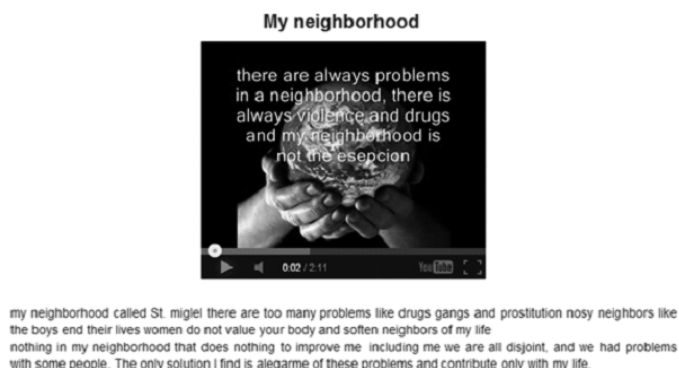 My neighborhood
there are always problems
in a neighborhood, there is
always violence and drugs
and my neighborhood is
not the esepcion
0:02 / 2:11
YouTube
my neighborhood called St. miglel there are too many problems like drugs gangs and prostitution nosy neighbors like
the boys end their lives women do not value your body and soften neighbors of my life
nothing in my neighborhood that does nothing to improve me including me we are all disjoint, and we had problems
with some people. The only solution I find is alegarme of these problems and contribute only with my life.